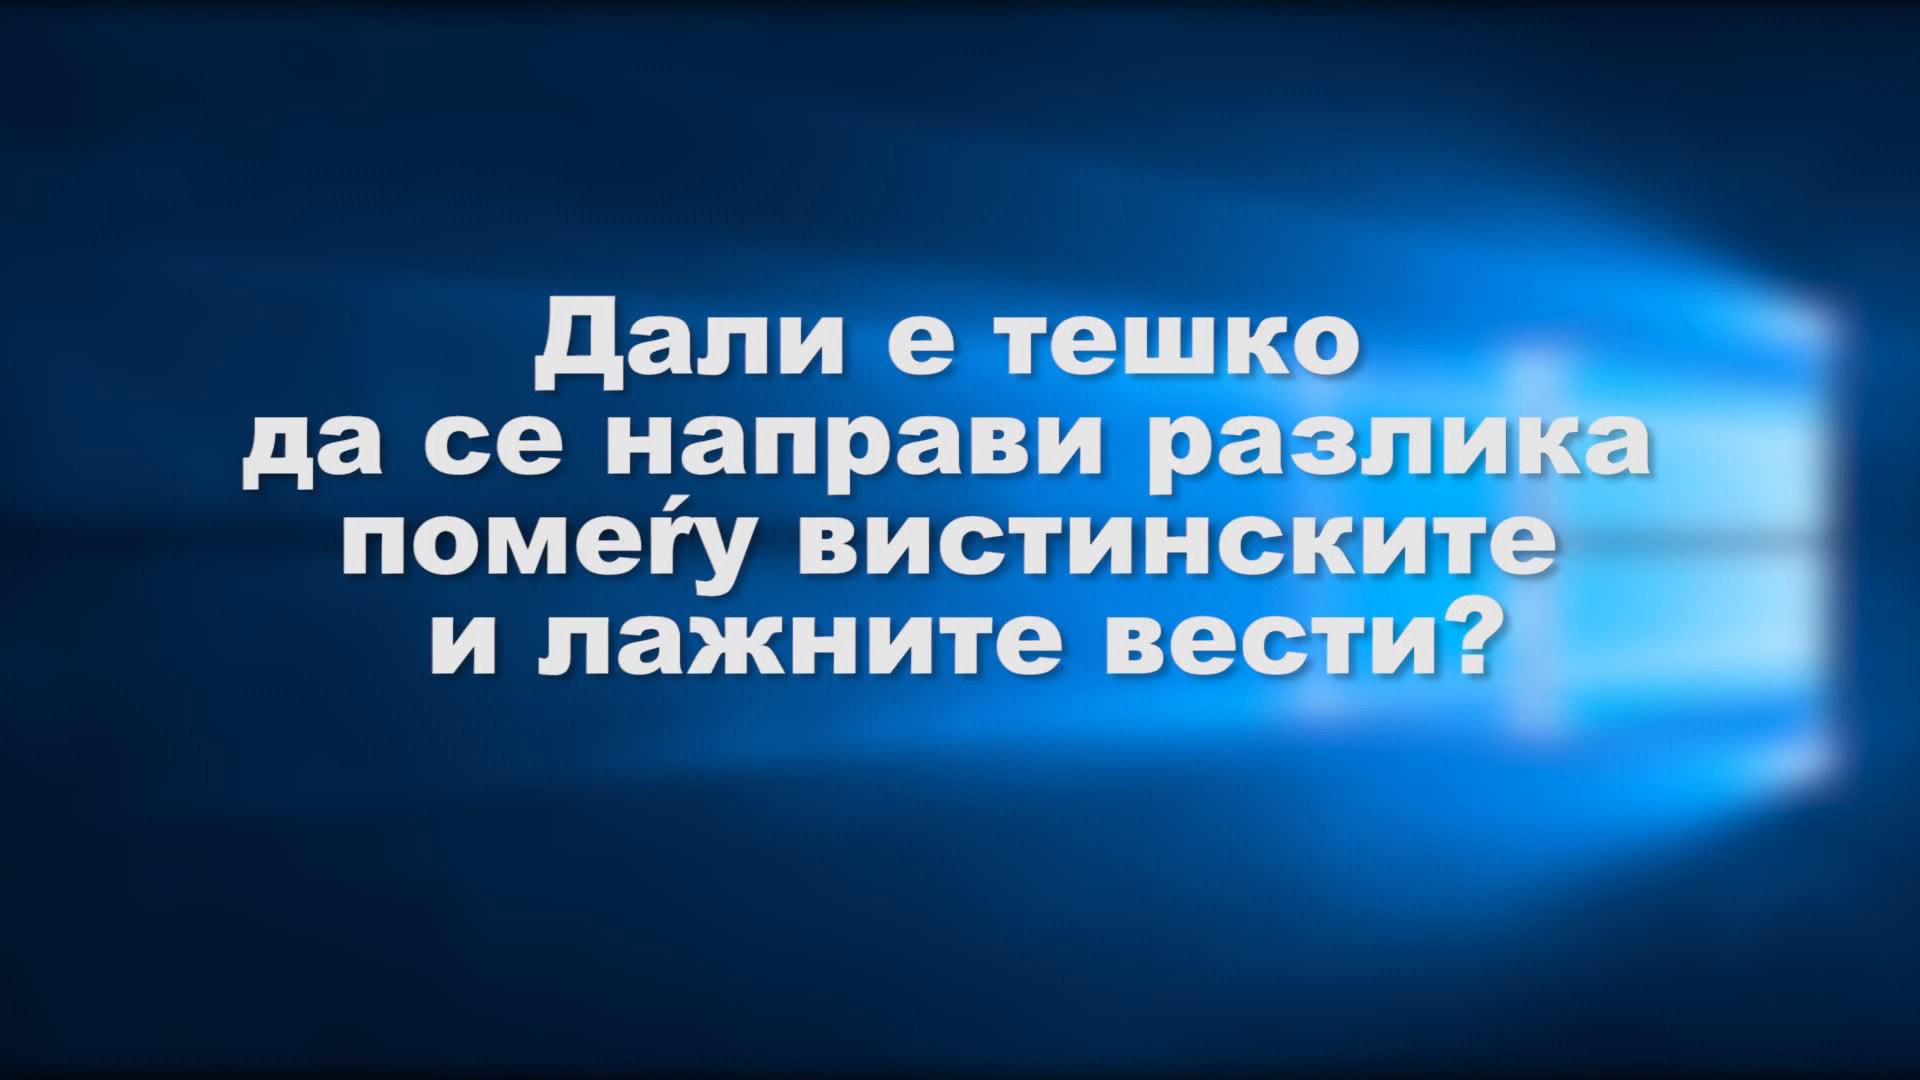 Дали е тешко
да се направи разлика
помеѓу вистинските
и лажните вести?